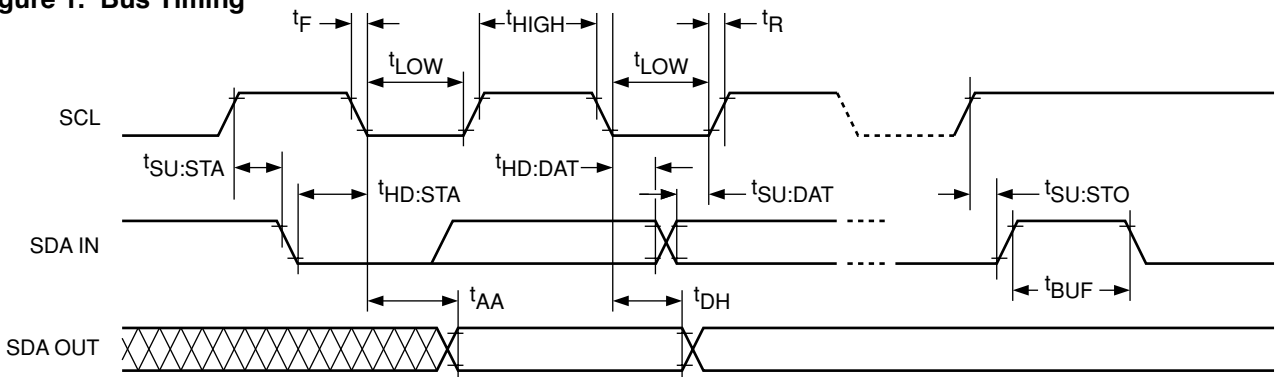 gure 1. Bus Timing
tF
tHIGH
tR
tLOW
tLOW
SCL
tSU:STA
tHD:STA
tHD:DAT
tSU:DAT
tSU:STO
SDA IN
tBUF
tAA
tDH
SDA OUT